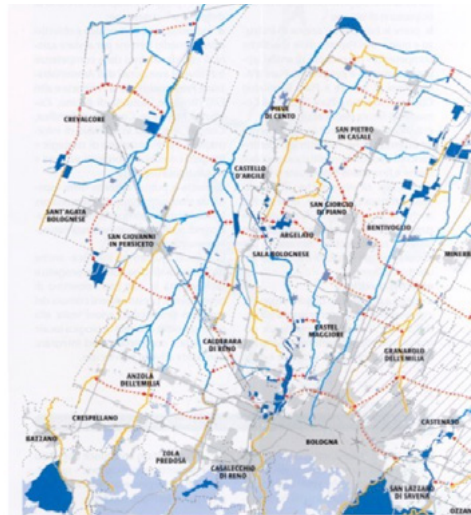 CREVALCORE
PIEVE
DI CENTO
SAN PIETRO
IN CASALE
CASTELLO
D'ARGILE
SANT'AGATA
BOLOGNESE
SAN GIOVANNI
IN PERSICETO
SAN GIORGIO
DI PIANO
ARGELATO
BENTIVOGLIO
SALA BOLOGNESE
MINERB
CASTEL
MAGGIORE
CALDERARA
DI RENO
GRANAROLO
DELL'EMILIA
ANZOLA
DELL'EMILIA
CRESPELLANO
CASTENASO
BAZZANO
BOLOGNA
ZOLA
PREDOSA
CASALECCHIO
DI RENO
SAN LAZZARO
DI SAVENA
OZZAN